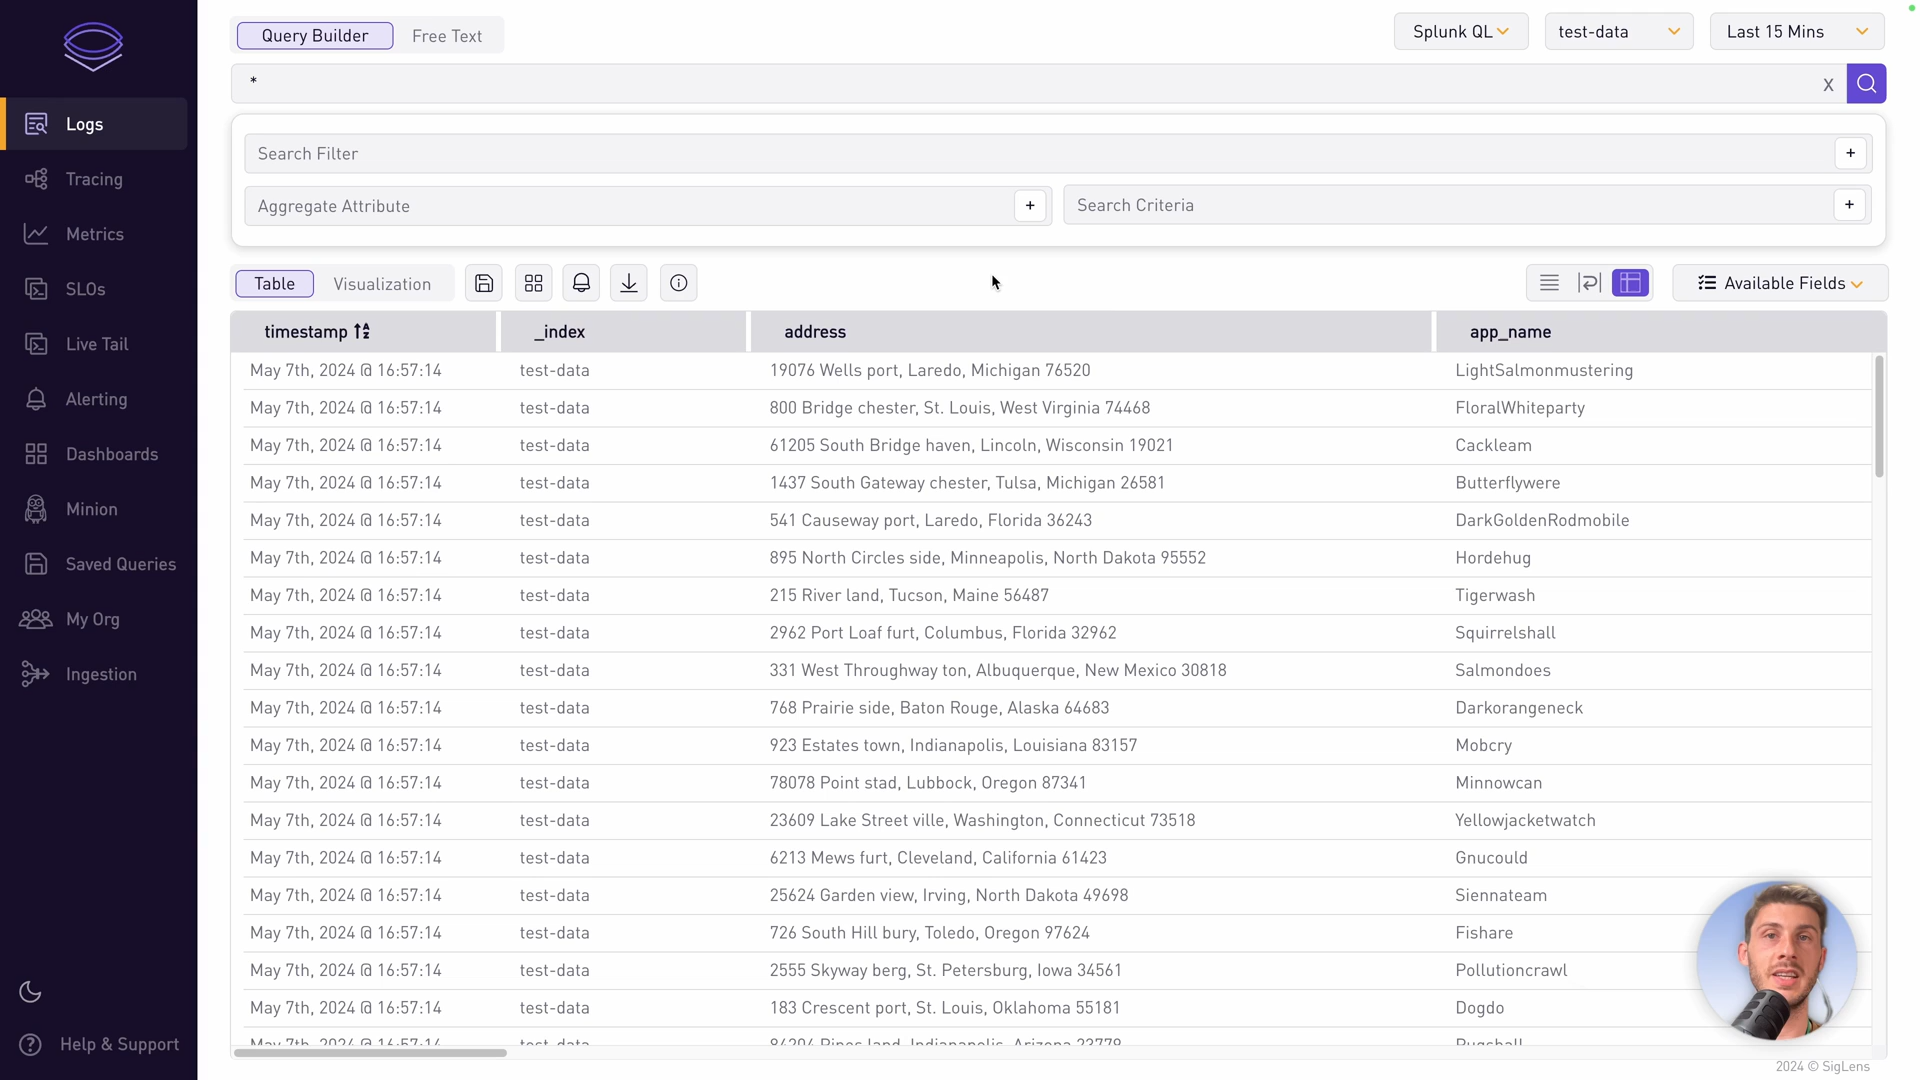 Query Builder Free Text Splunk QL test-data Last 15 Mins
* X
Logs
Tracing
Metrics
SLOs
Live Tail
Alerting
Dashboards
Minion
Saved Queries
My Org
Ingestion
Help & Support
Search Filter +
Aggregate Attribute + Search Criteria +
Table Visualization Available Fields
timestamp _index address app_name
May 7th, 2024 @ 16:57:14 test-data 19076 Wells port, Laredo, Michigan 76520 LightSalmonmustering
May 7th, 2024 @ 16:57:14 test-data 800 Bridge chester, St. Louis, West Virginia 74468 FloralWhiteparty
May 7th, 2024 @ 16:57:14 test-data 61205 South Bridge haven, Lincoln, Wisconsin 19021 Cackleam
May 7th, 2024 @ 16:57:14 test-data 1437 South Gateway chester, Tulsa, Michigan 26581 Butterflywere
May 7th, 2024 @ 16:57:14 test-data 541 Causeway port, Laredo, Florida 36243 DarkGoldenRodmobile
May 7th, 2024 @ 16:57:14 test-data 895 North Circles side, Minneapolis, North Dakota 95552 Hordehug
May 7th, 2024 @ 16:57:14 test-data 215 River land, Tucson, Maine 56487 Tigerwash
May 7th, 2024 @ 16:57:14 test-data 2962 Port Loaf furt, Columbus, Florida 32962 Squirrelshall
May 7th, 2024 @ 16:57:14 test-data 331 West Throughway ton, Albuquerque, New Mexico 30818 Salmondoes
May 7th, 2024 @ 16:57:14 test-data 768 Prairie side, Baton Rouge, Alaska 64683 Darkorangeneck
May 7th, 2024 @ 16:57:14 test-data 923 Estates town, Indianapolis, Louisiana 83157 Mobcry
May 7th, 2024 @ 16:57:14 test-data 78078 Point stad, Lubbock, Oregon 87341 Minnowcan
May 7th, 2024 @ 16:57:14 test-data 23609 Lake Street ville, Washington, Connecticut 73518 Yellowjacketwatch
May 7th, 2024 @ 16:57:14 test-data 6213 Mews furt, Cleveland, California 61423 Gnucould
May 7th, 2024 @ 16:57:14 test-data 25624 Garden view, Irving, North Dakota 49698 Siennateam
May 7th, 2024 @ 16:57:14 test-data 726 South Hill bury, Toledo, Oregon 97624 Fishare
May 7th, 2024 @ 16:57:14 test-data 2555 Skyway berg, St. Petersburg, Iowa 34561 Pollutioncrawl
May 7th, 2024 @ 16:57:14 test-data 183 Crescent port, St. Louis, Oklahoma 55181 Dogdo
May 7th, 2024 @ 16:57:14 test-data
2024 © SigLens